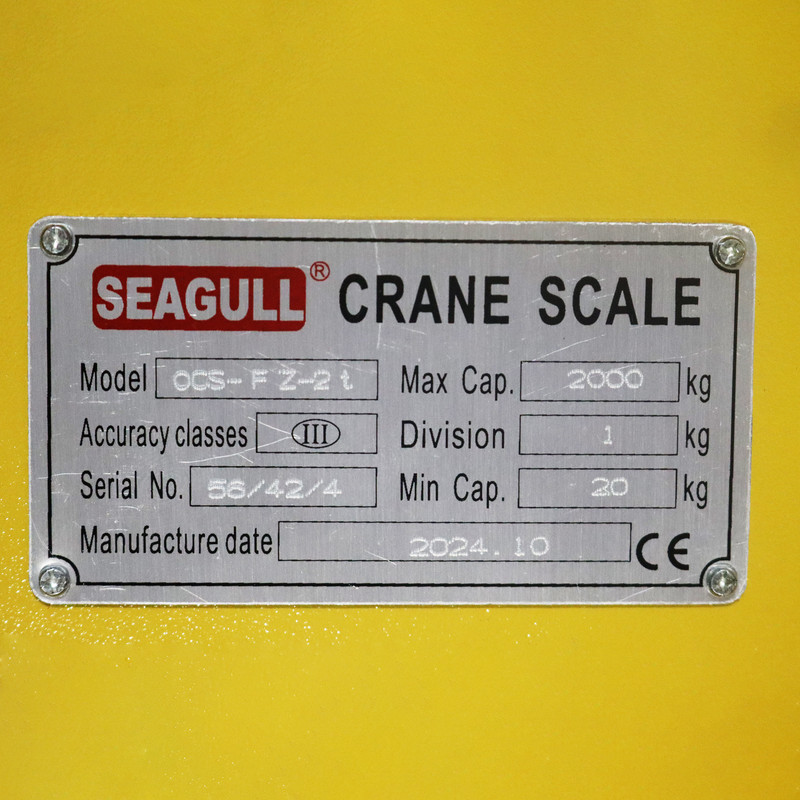 SEAGULL® CRANE SCALE
Model OCS-FZ-2t Max Cap. 2000 kg
Accuracy classes III Division 1 kg
Serial No. 56/42/4 Min Cap. 20 kg
Manufacture date 2024.10 CE